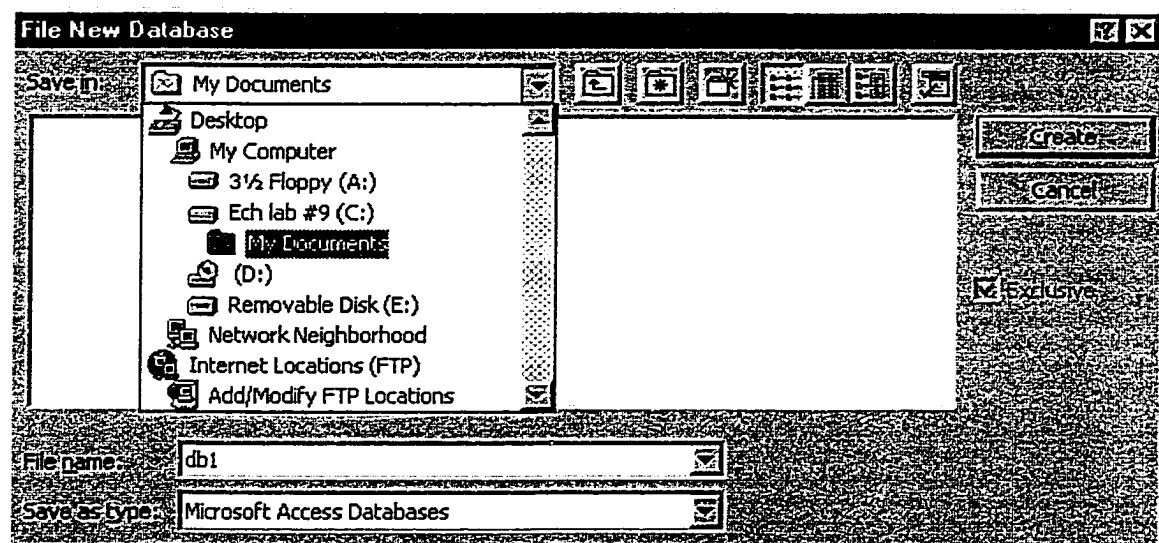 File New Database
Save in: My Documents
Desktop
My Computer
3½ Floppy (A:)
Ech lab #9 (C:)
My Documents
(D:)
Removable Disk (E:)
Network Neighborhood
Internet Locations (FTP)
Add/Modify FTP Locations
Create
Cancel
Exclusive
File name: db1
Save as type: Microsoft Access Databases